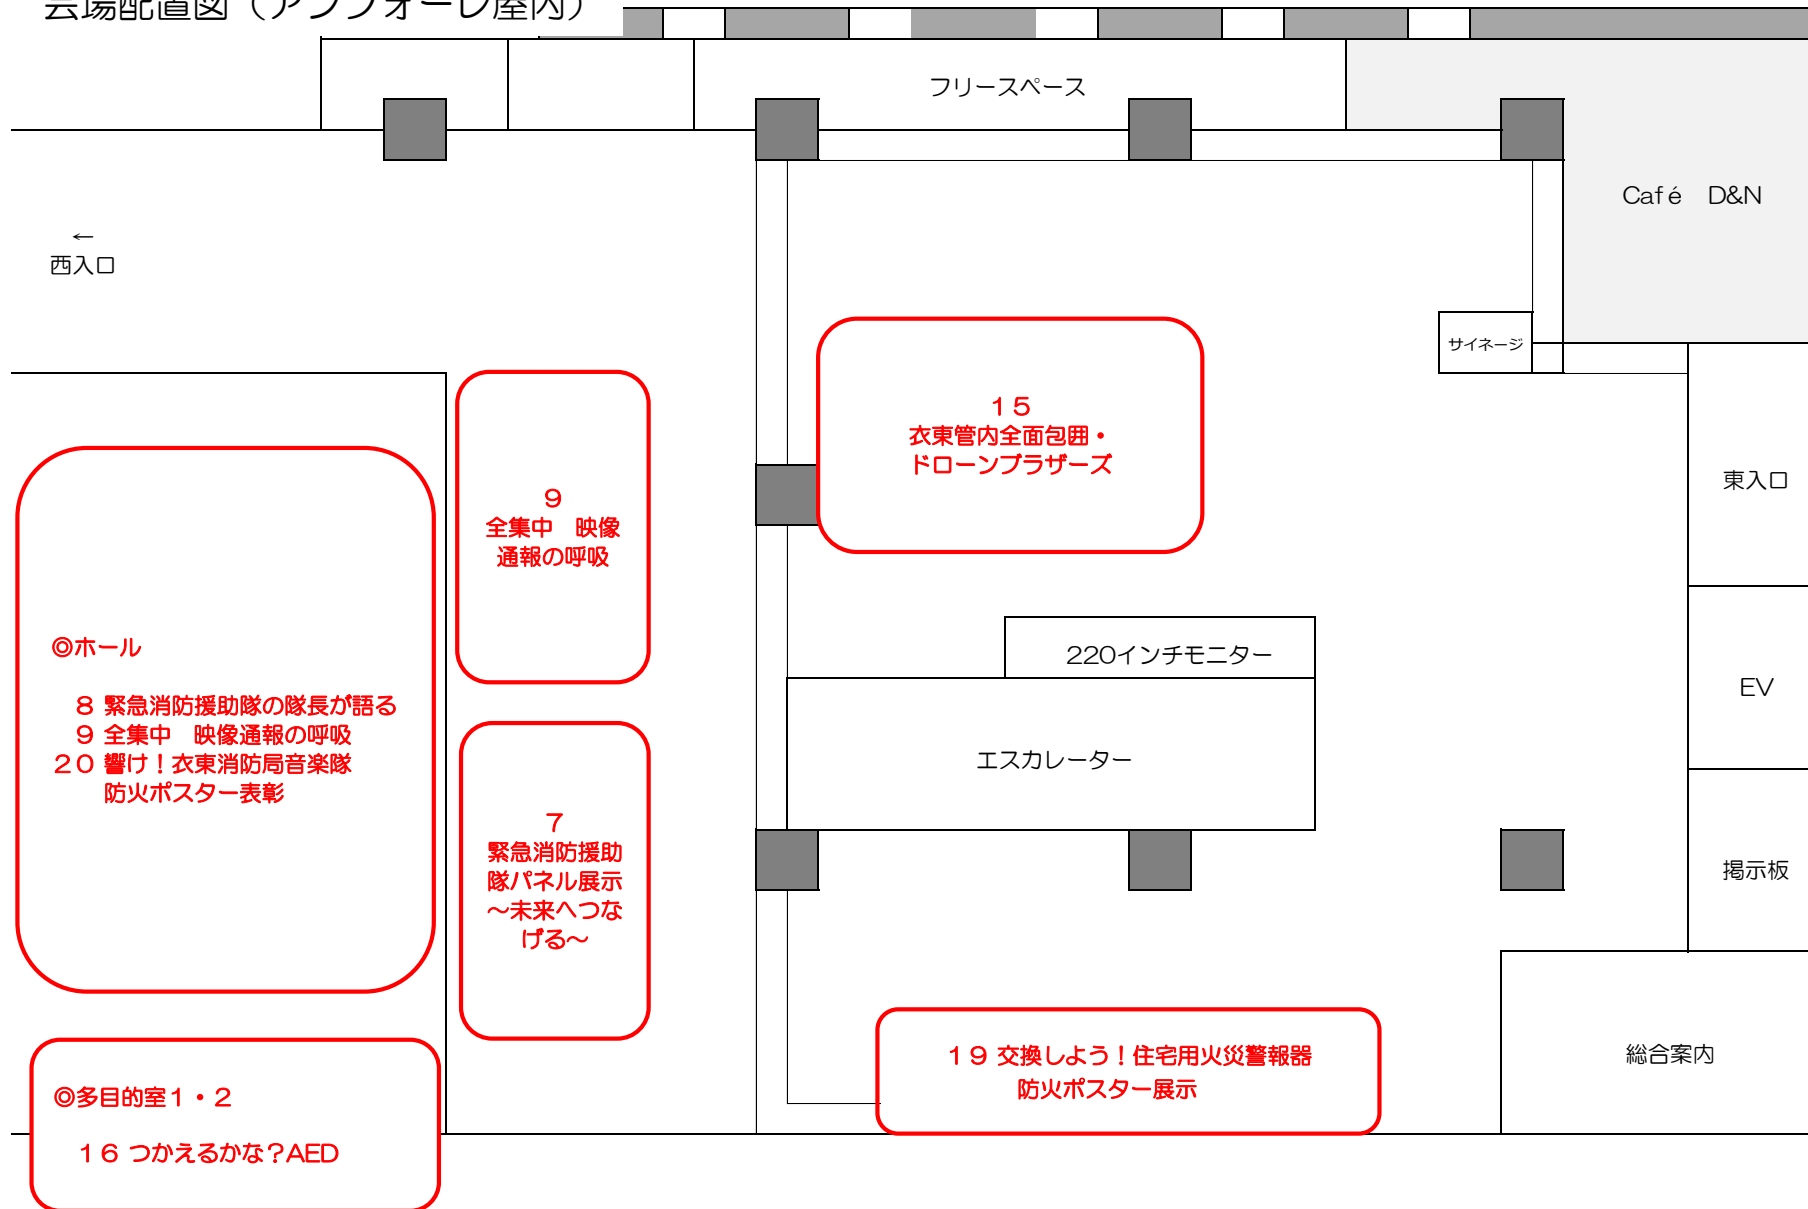 会場配置図（アンフォーレ屋内）
フリースペース
Café　D&N
←
西入口
サイネージ
15
衣東管内全面包囲・
ドローンブラザーズ
東入口
9
全集中　映像
通報の呼吸
◎ホール
8 緊急消防援助隊の隊長が語る
9 全集中　映像通報の呼吸
20 響け！衣東消防局音楽隊
防火ポスター表彰
220インチモニター
EV
エスカレーター
7
緊急消防援助
隊パネル展示
～未来へつな
げる～
掲示板
19 交換しよう！住宅用火災警報器
防火ポスター展示
総合案内
◎多目的室1・2
16 つかえるかな？AED